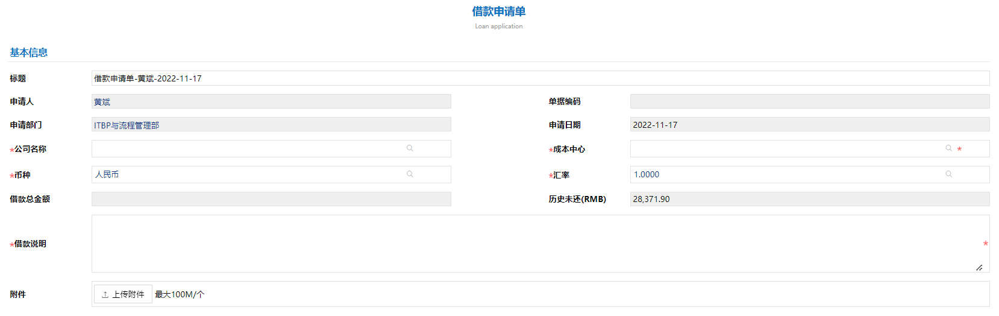 借款申请单
Loan application
基本信息
标题 借款申请单-黄斌-2022-11-17
申请人 黄斌 单据编码
申请部门 ITBP与流程管理部 申请日期 2022-11-17
*公司名称 *成本中心 *
*币种 人民币 *汇率 1.0000
借款总金额 历史未还(RMB) 28,371.90
*借款说明 *
附件 上传附件 最大100M/个